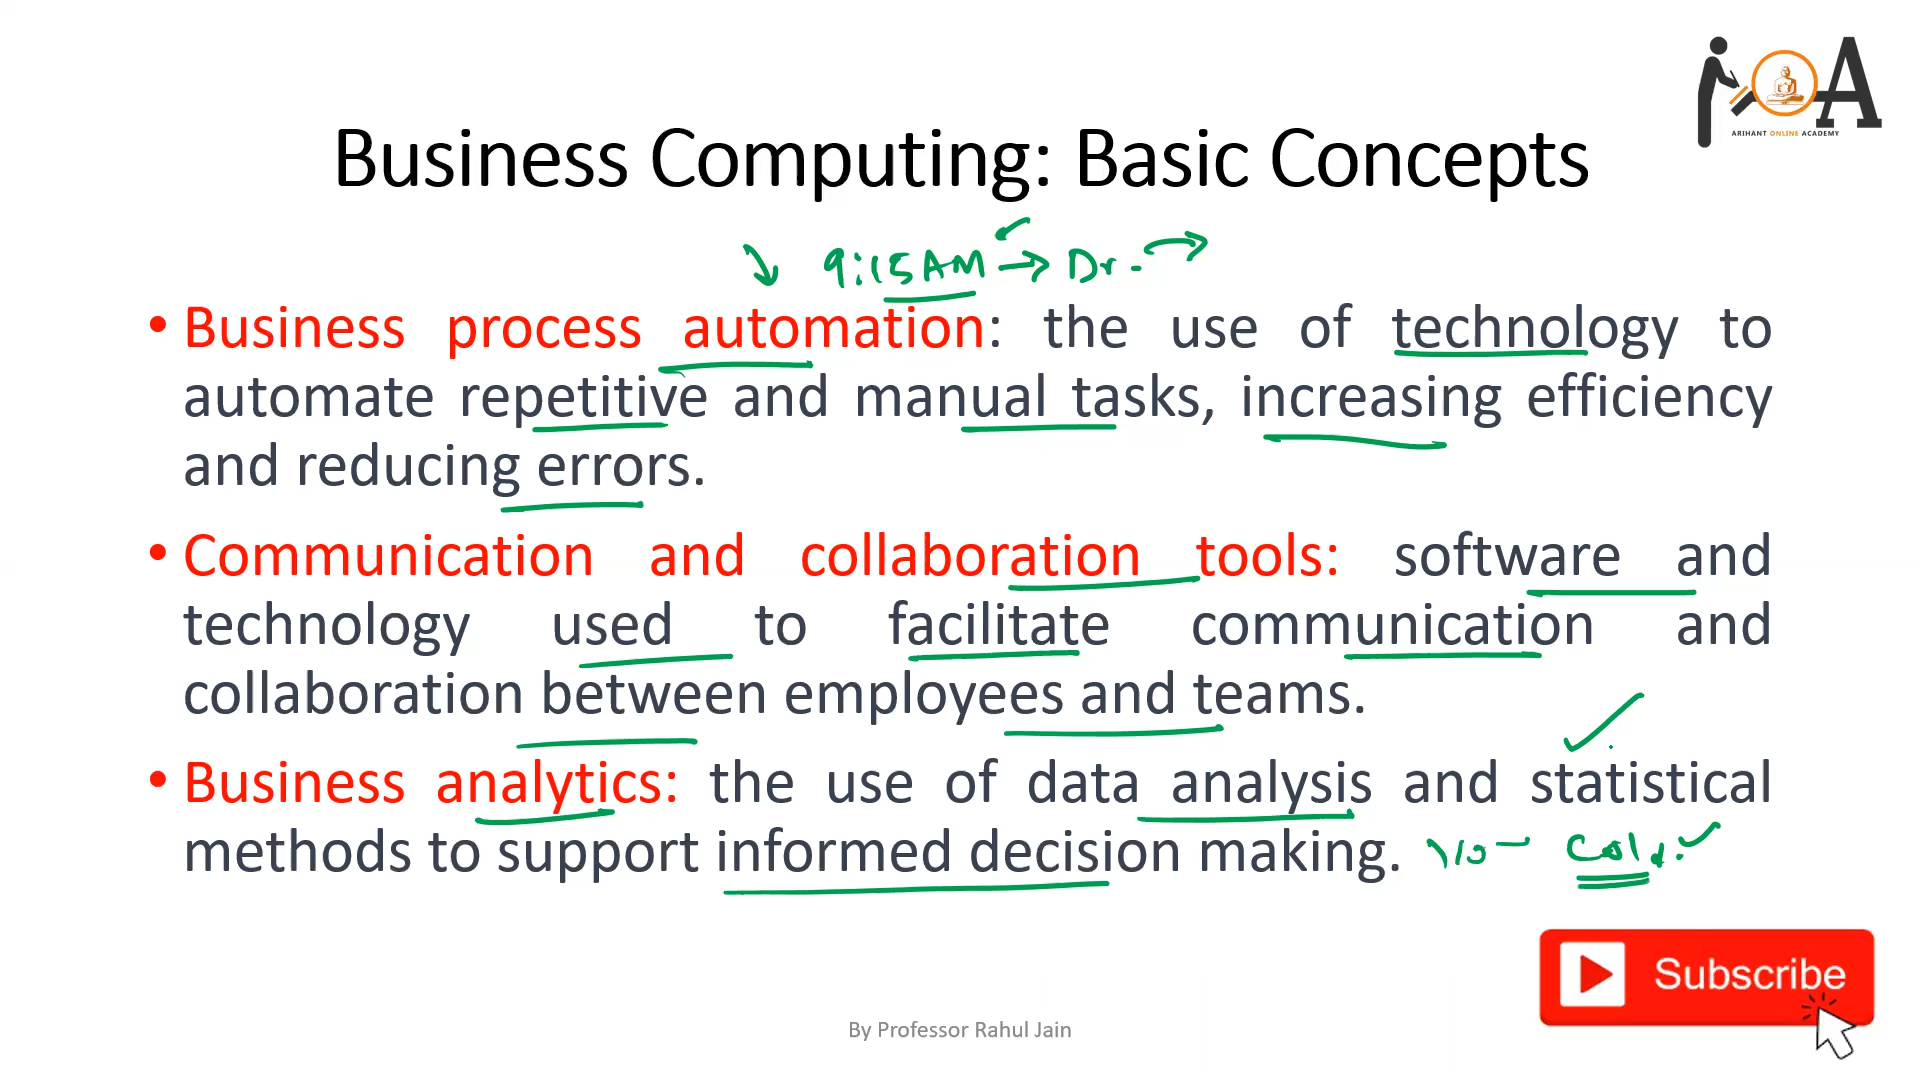 ARIHANT ONLINE ACADEMY
Business Computing: Basic Concepts
9:15AM → Dr.
• Business process automation: the use of technology to
automate repetitive and manual tasks, increasing efficiency
and reducing errors.
• Communication and collaboration tools: software and
technology used to facilitate communication and
collaboration between employees and teams.
• Business analytics: the use of data analysis and statistical
methods to support informed decision making.
Subscribe
By Professor Rahul Jain